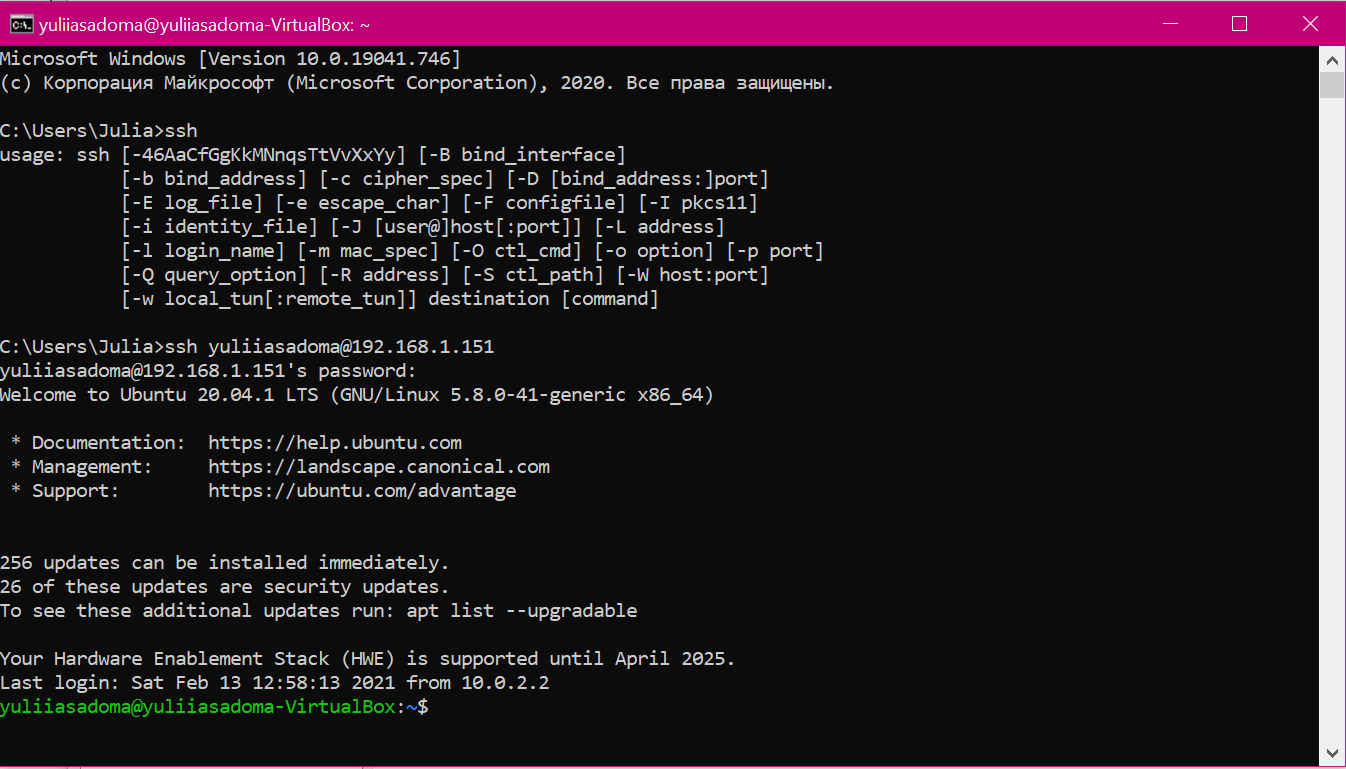 yuliiasadoma@yuliiasadoma-VirtualBox: ~
Microsoft Windows [Version 10.0.19041.746]
(c) Корпорация Майкрософт (Microsoft Corporation), 2020. Все права защищены.
C:\Users\Julia>ssh
usage: ssh [-46AaCfGgKkMNnqsTtVvXxYy] [-B bind_interface]
[-b bind_address] [-c cipher_spec] [-D [bind_address:]port]
[-E log_file] [-e escape_char] [-F configfile] [-I pkcs11]
[-i identity_file] [-J [user@]host[:port]] [-L address]
[-l login_name] [-m mac_spec] [-O ctl_cmd] [-o option] [-p port]
[-Q query_option] [-R address] [-S ctl_path] [-W host:port]
[-w local_tun[:remote_tun]] destination [command]
C:\Users\Julia>ssh yuliiasadoma@192.168.1.151
yuliiasadoma@192.168.1.151's password:
Welcome to Ubuntu 20.04.1 LTS (GNU/Linux 5.8.0-41-generic x86_64)
* Documentation:  https://help.ubuntu.com
* Management:     https://landscape.canonical.com
* Support:        https://ubuntu.com/advantage
256 updates can be installed immediately.
26 of these updates are security updates.
To see these additional updates run: apt list --upgradable
Your Hardware Enablement Stack (HWE) is supported until April 2025.
Last login: Sat Feb 13 12:58:13 2021 from 10.0.2.2
yuliiasadoma@yuliiasadoma-VirtualBox:~$